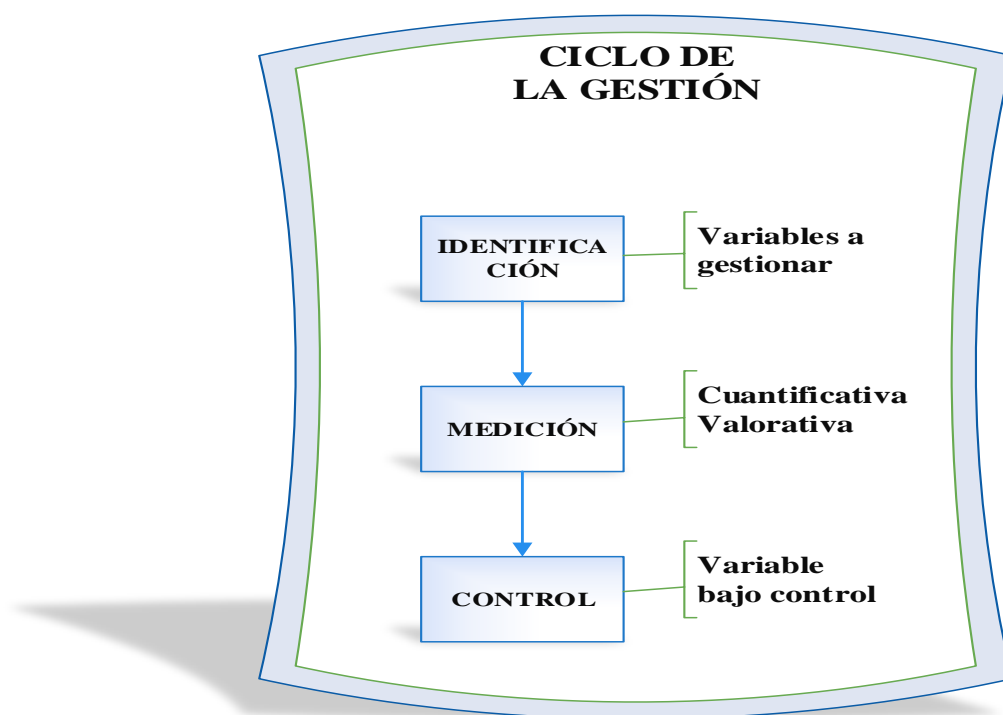 CICLO DE
LA GESTIÓN
IDENTIFICA
CIÓN
Variables a
gestionar
MEDICIÓN
Cuantificativa
Valorativa
CONTROL
Variable
bajo control